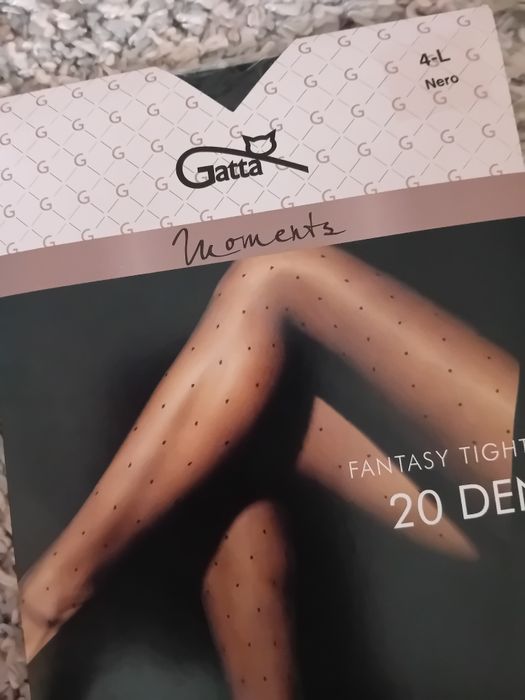 4-L
Nero
Gatta
Moments
FANTASY TIGHT
20 DEN